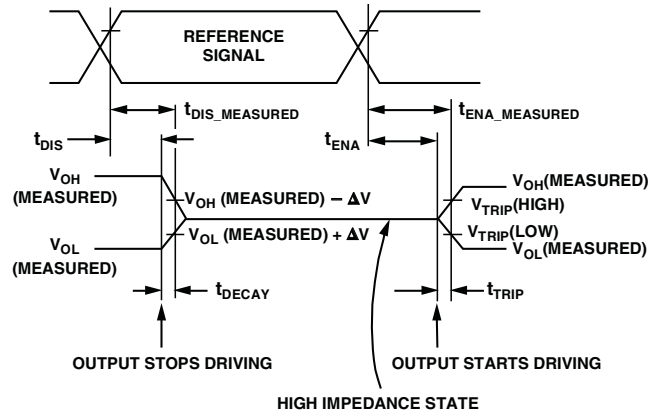 REFERENCE
SIGNAL
tDIS_MEASURED
tENA_MEASURED
tDIS
tENA
VOH
(MEASURED)
VOH (MEASURED) – ΔV
VOH(MEASURED)
VTRIP(HIGH)
VOL
(MEASURED)
VOL (MEASURED) + ΔV
VTRIP(LOW)
VOL(MEASURED)
tDECAY
tTRIP
OUTPUT STOPS DRIVING
OUTPUT STARTS DRIVING
HIGH IMPEDANCE STATE